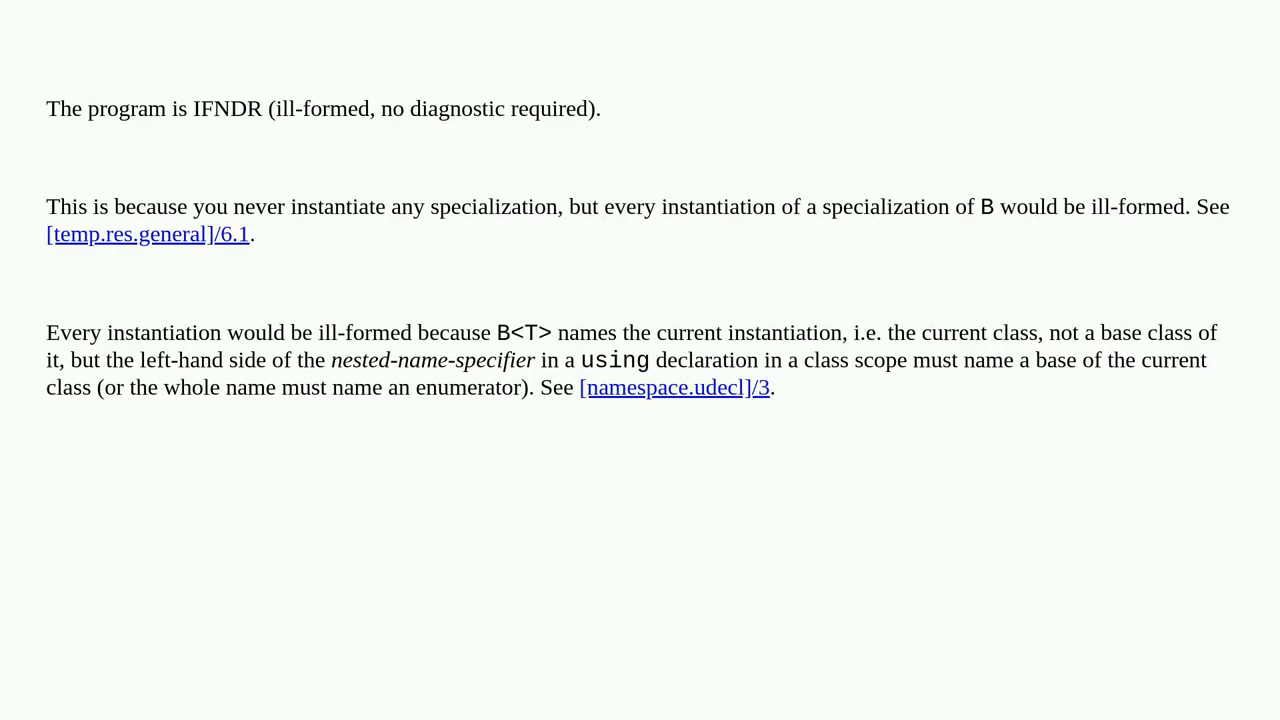 The program is IFNDR (ill-formed, no diagnostic required).
This is because you never instantiate any specialization, but every instantiation of a specialization of B would be ill-formed. See
[temp.res.general]/6.1.
Every instantiation would be ill-formed because B<T> names the current instantiation, i.e. the current class, not a base class of
it, but the left-hand side of the nested-name-specifier in a using declaration in a class scope must name a base of the current
class (or the whole name must name an enumerator). See [namespace.udecl]/3.